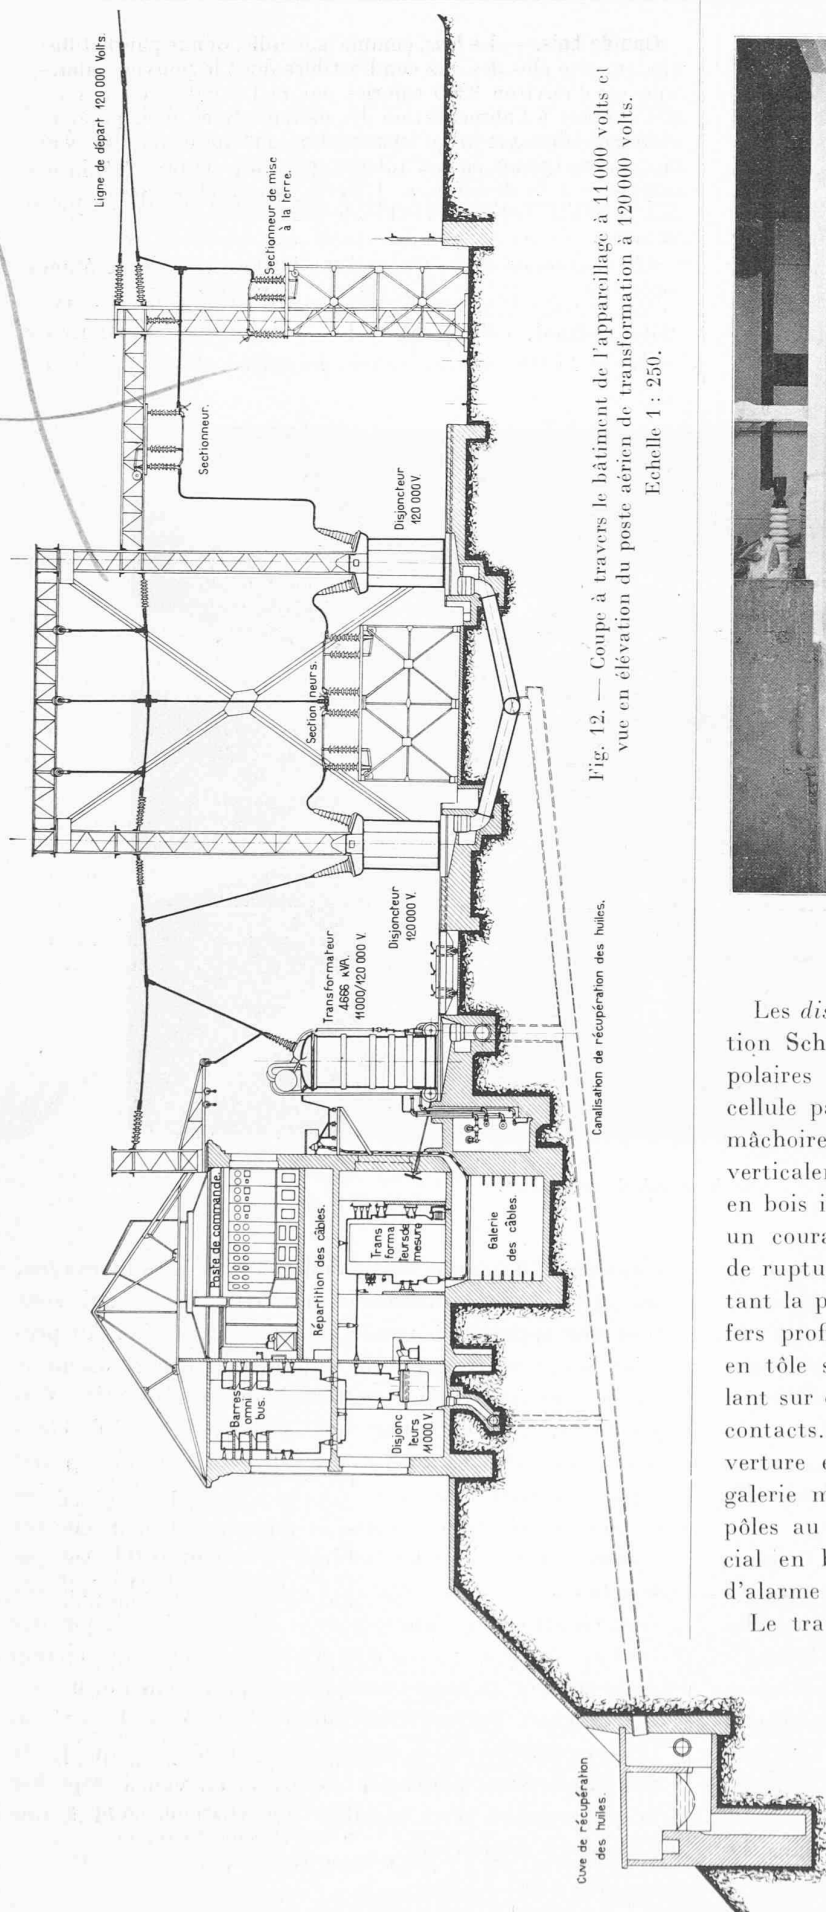 Ligne de départ 120 000 Volts.
Sectionneur de mise
à la terre.
Sectionneur.
Disjoncteur
120 000 V.
Sectionneurs.
Disjoncteur
120 000 V.
Transformateur
4666 kVA.
11000/120 000 V.
Poste de commande.
Répartition des câbles.
Trans
forma
teurs de
mesure
Galerie
des câbles.
Barres
omni
bus.
Disjonc
teurs
11 000 V.
Canalisation de récupération des huiles.
Cuve de récupération
des huiles.
Fig. 12. — Coupe à travers le bâtiment de l'appareillage à 11 000 volts et
vue en élévation du poste aérien de transformation à 120 000 volts.
Echelle 1 : 250.
Les dis
tion Sch
polaires
cellule pa
mâchoire
verticale
en bois i
un coura
de ruptu
tant la p
fers prof
en tôle s
lant sur
contacts.
verture e
galerie m
pôles au
cial en
d'alarme
Le tra